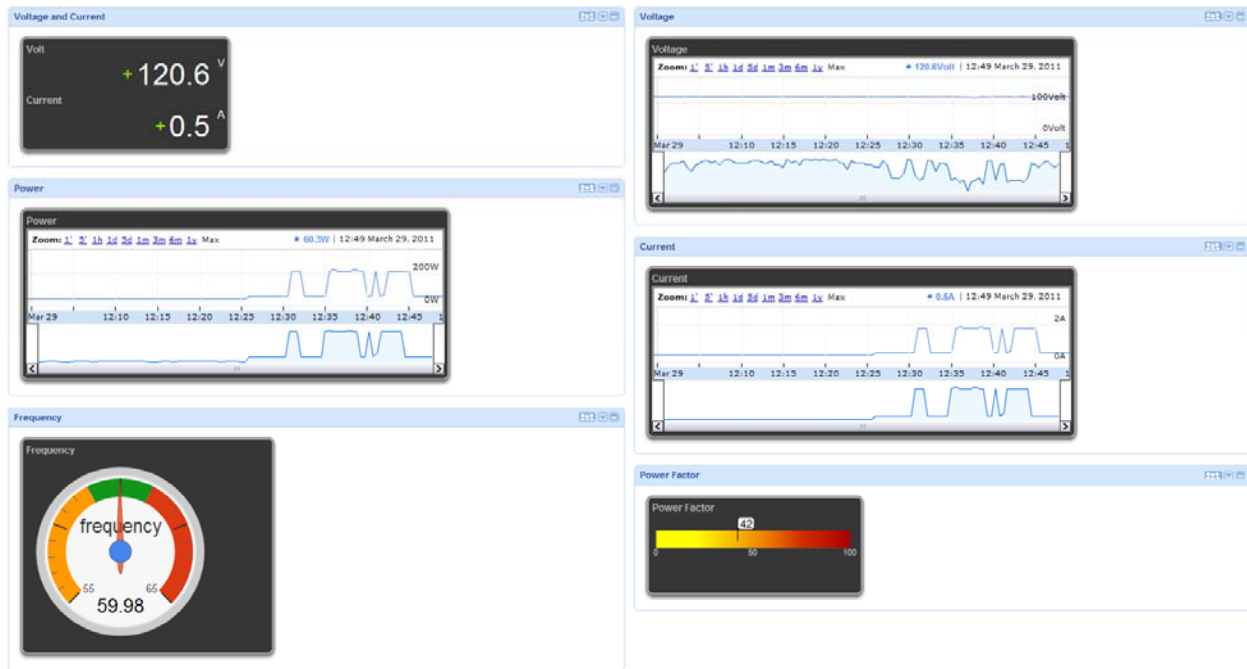 Voltage and Current
Volt
+120.6 V
Current
+0.5 A
Power
Power
Zoom: 1' 5' 1h 1d 5d 1m 3m 6m 1y Max
60.3W | 12:49 March 29, 2011
200W
0W
Mar 29 12:10 12:15 12:20 12:25 12:30 12:35 12:40 12:45 1
Frequency
Frequency
frequency
55 65
59.98
Voltage
Voltage
Zoom: 1' 5' 1h 1d 5d 1m 3m 6m 1y Max
120.6Volt | 12:49 March 29, 2011
100Volt
0Volt
Mar 29 12:10 12:15 12:20 12:25 12:30 12:35 12:40 12:45 1
Current
Current
Zoom: 1' 5' 1h 1d 5d 1m 3m 6m 1y Max
0.5A | 12:49 March 29, 2011
2A
0A
Mar 29 12:10 12:15 12:20 12:25 12:30 12:35 12:40 12:45 1
Power Factor
Power Factor
42
0 50 100